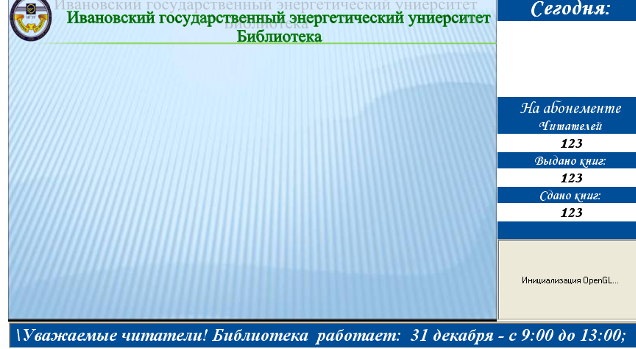 Ивановский государственный энергетический униерситет
Библиотека
Сегодня:
На абонементе
Читателей
123
Выдано книг:
123
Сдано книг:
123
Инициализация OpenGL...
\Уважаемые читатели! Библиотека работает: 31 декабря - с 9:00 до 13:00;